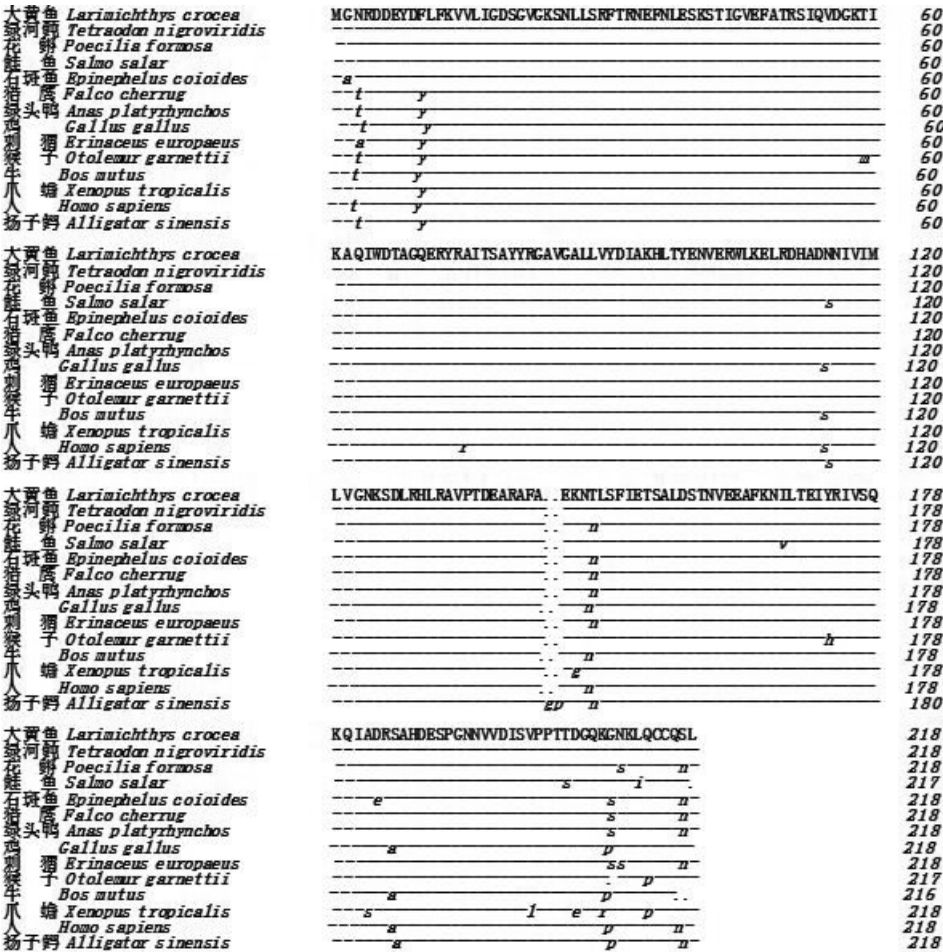 大黄鱼 Larimichthys crocea MGNRDDEYDFLFKVVLIGDSGVGKSNLLSRFTRNEFNLESKSTIGVEFATRSIQVDGKTI 60
绿河鲀 Tetraodon nigroviridis --- 60
花 鳉 Poecilia formosa --- 60
鲑 鱼 Salmo salar --- 60
石斑鱼 Epinephelus coioides -a--- 60
猎 鹰 Falco cherrug --t---y--- 60
绿头鸭 Anas platyrhynchos --t---y--- 60
鸡 Gallus gallus --t---y--- 60
刺 猬 Erinaceus europaeus --a---y--- 60
猴 子 Otolemur garnettii --t---y---m- 60
牛 Bos mutus --t---y--- 60
爪 蟾 Xenopus tropicalis ---y--- 60
人 Homo sapiens --t---y--- 60
扬子鳄 Alligator sinensis --t---y--- 60
大黄鱼 Larimichthys crocea KAQIWDTAGQERYRAITSAYYRGAVGALLVYDIAKHLTYENVERWLKELRDHADNNIVIM 120
绿河鲀 Tetraodon nigroviridis --- 120
花 鳉 Poecilia formosa --- 120
鲑 鱼 Salmo salar ---s--- 120
石斑鱼 Epinephelus coioides --- 120
猎 鹰 Falco cherrug --- 120
绿头鸭 Anas platyrhynchos --- 120
鸡 Gallus gallus ---s--- 120
刺 猬 Erinaceus europaeus --- 120
猴 子 Otolemur garnettii --- 120
牛 Bos mutus ---s--- 120
爪 蟾 Xenopus tropicalis --- 120
人 Homo sapiens ---r---s--- 120
扬子鳄 Alligator sinensis ---s--- 120
大黄鱼 Larimichthys crocea LVGNKSDLRHLRAVPTDEARAFA..EKNTLSFIETSALDSTNVEEAFKNILTEIYRIVSQ 178
绿河鲀 Tetraodon nigroviridis ---..--- 178
花 鳉 Poecilia formosa ---..---n--- 178
鲑 鱼 Salmo salar ---..---v--- 178
石斑鱼 Epinephelus coioides ---..---n--- 178
猎 鹰 Falco cherrug ---..---n--- 178
绿头鸭 Anas platyrhynchos ---..---n--- 178
鸡 Gallus gallus ---..---n--- 178
刺 猬 Erinaceus europaeus ---..---n--- 178
猴 子 Otolemur garnettii ---..---h--- 178
牛 Bos mutus ---..---n--- 178
爪 蟾 Xenopus tropicalis ---..-g--- 178
人 Homo sapiens ---..---n--- 178
扬子鳄 Alligator sinensis ---gp---n--- 180
大黄鱼 Larimichthys crocea KQIADRSAHDESPGNNVVDISVPPTTDGQKGNKLQCCQSL 218
绿河鲀 Tetraodon nigroviridis --- 218
花 鳉 Poecilia formosa ---s---n- 218
鲑 鱼 Salmo salar ---s---i---. 217
石斑鱼 Epinephelus coioides ---e---s---n- 218
猎 鹰 Falco cherrug ---s---n- 218
绿头鸭 Anas platyrhynchos ---s---n- 218
鸡 Gallus gallus ---a---p--- 218
刺 猬 Erinaceus europaeus ---ss---n- 218
猴 子 Otolemur garnettii ---.---p--- 217
牛 Bos mutus ---a---p---.. 216
爪 蟾 Xenopus tropicalis ---s---l---e--r---p--- 218
人 Homo sapiens ---a---p---n- 218
扬子鳄 Alligator sinensis ---a---p---n- 218